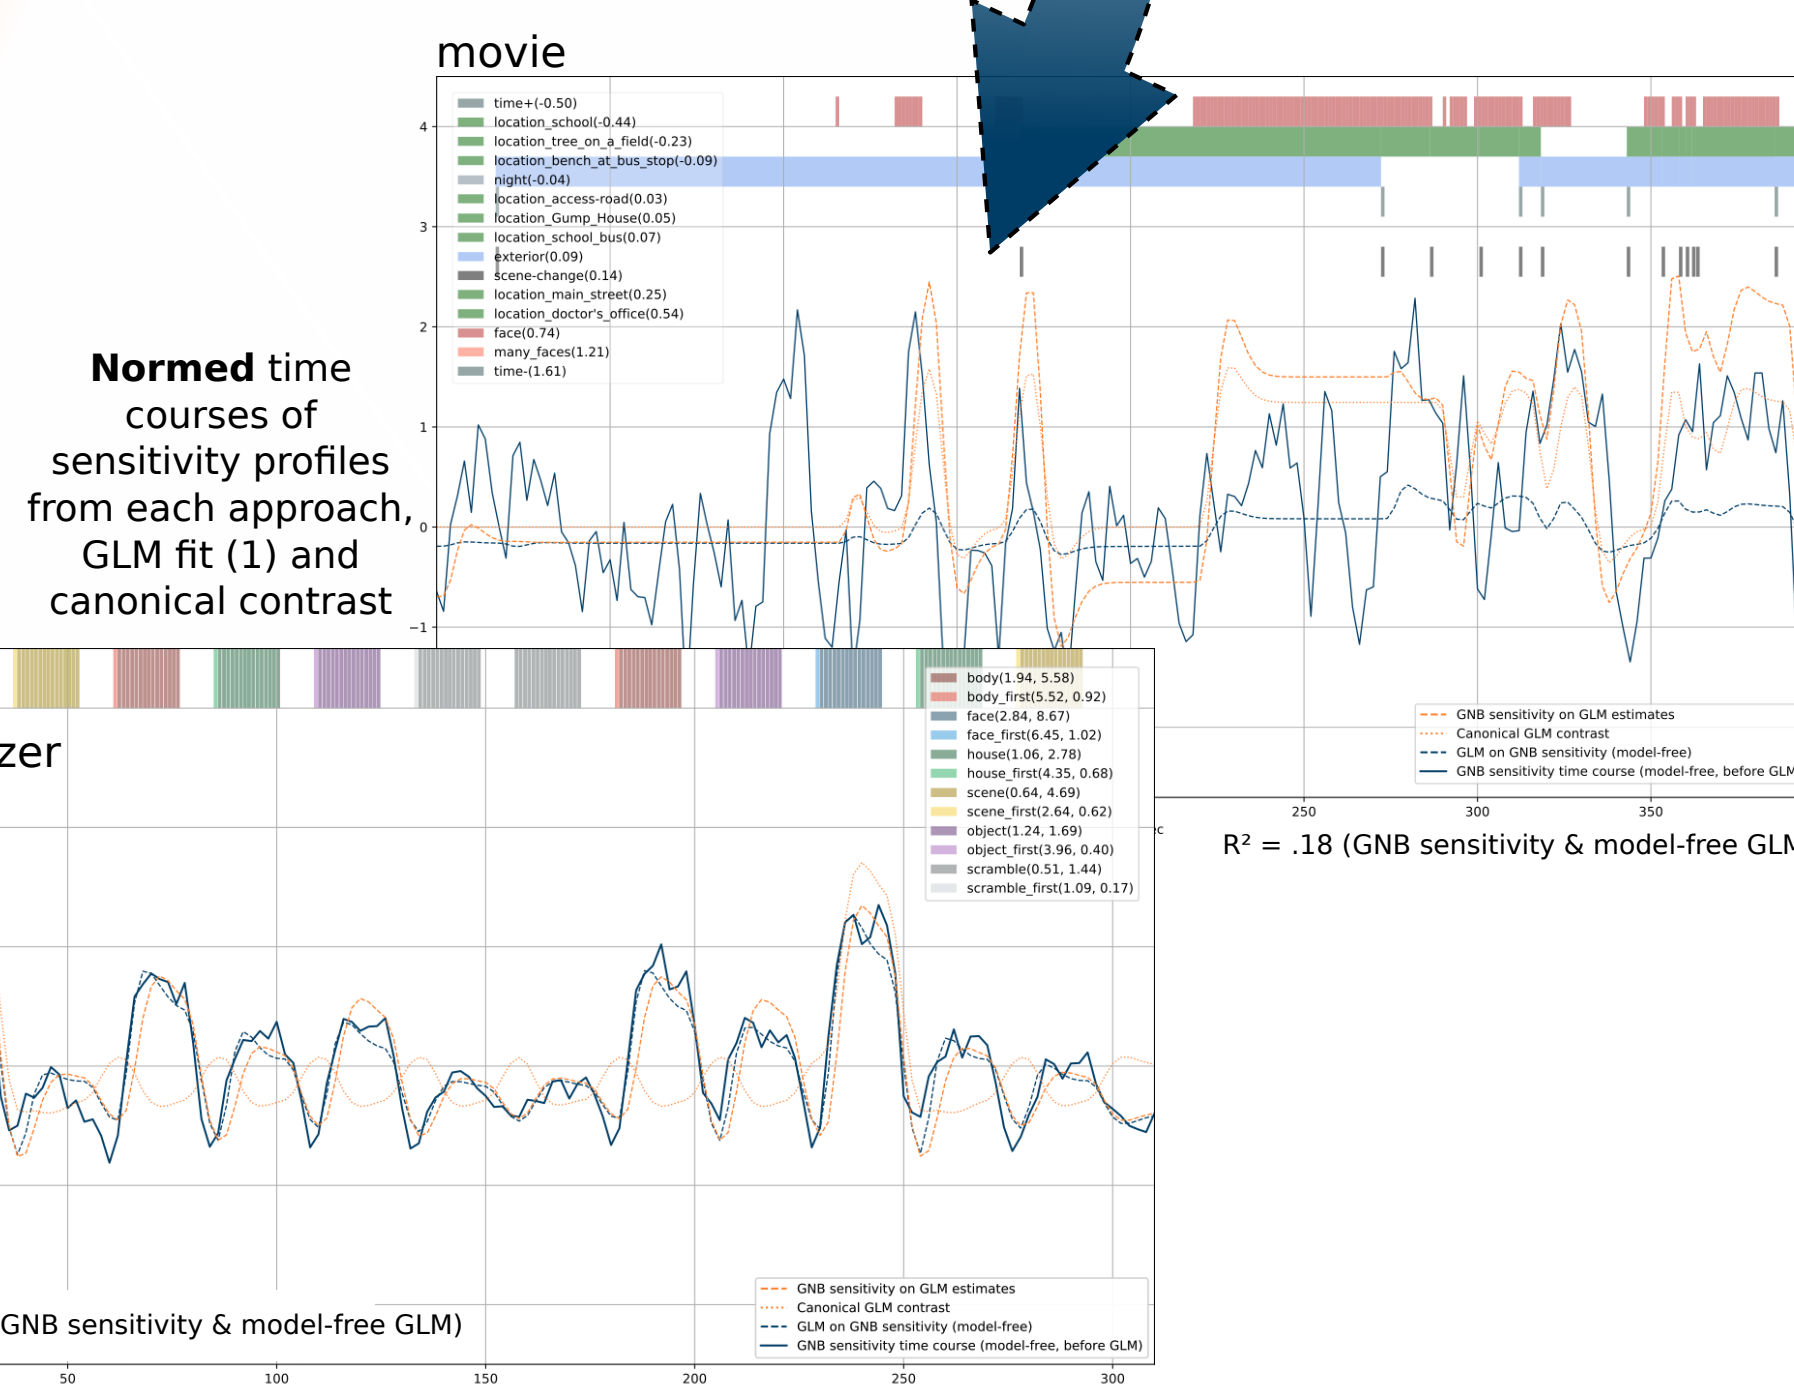 movie
4
3
2
1
0
−1
time+(-0.50)
location_school(-0.44)
location_tree_on_a_field(-0.23)
location_bench_at_bus_stop(-0.09)
night(-0.04)
location_access-road(0.03)
location_Gump_House(0.05)
location_school_bus(0.07)
exterior(0.09)
scene-change(0.14)
location_main_street(0.25)
location_doctor's_office(0.54)
face(0.74)
many_faces(1.21)
time-(1.61)
Normed time
courses of
sensitivity profiles
from each approach,
GLM fit (1) and
canonical contrast
GNB sensitivity on GLM estimates
Canonical GLM contrast
GLM on GNB sensitivity (model-free)
GNB sensitivity time course (model-free, before GLM
250 300 350
ec
R² = .18 (GNB sensitivity & model-free GLM
zer
body(1.94, 5.58)
body_first(5.52, 0.92)
face(2.84, 8.67)
face_first(6.45, 1.02)
house(1.06, 2.78)
house_first(4.35, 0.68)
scene(0.64, 4.69)
scene_first(2.64, 0.62)
object(1.24, 1.69)
object_first(3.96, 0.40)
scramble(0.51, 1.44)
scramble_first(1.09, 0.17)
GNB sensitivity on GLM estimates
Canonical GLM contrast
GLM on GNB sensitivity (model-free)
GNB sensitivity time course (model-free, before GLM)
GNB sensitivity & model-free GLM)
50 100 150 200 250 300